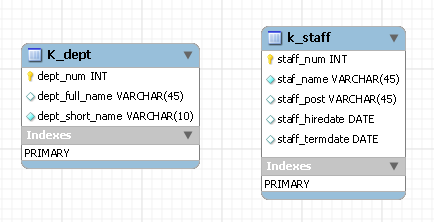 K_dept
dept_num INT
dept_full_name VARCHAR(45)
dept_short_name VARCHAR(10)
Indexes
PRIMARY
k_staff
staff_num INT
staf_name VARCHAR(45)
staff_post VARCHAR(45)
staff_hiredate DATE
staff_termdate DATE
Indexes
PRIMARY